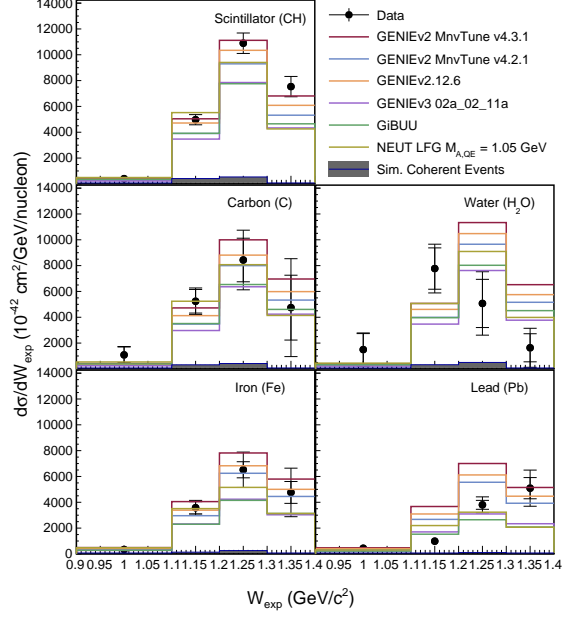 Scintillator (CH)
14000
12000
10000
8000
6000
4000
2000
0
Data
GENIEv2 MnvTune v4.3.1
GENIEv2 MnvTune v4.2.1
GENIEv2.12.6
GENIEv3 02a_02_11a
GiBUU
NEUT LFG M_A,QE = 1.05 GeV
Sim. Coherent Events
Carbon (C)
14000
12000
10000
8000
6000
4000
2000
0
Water (H₂O)
dσ/dW_exp (10⁻⁴² cm²/GeV/nucleon)
Iron (Fe)
14000
12000
10000
8000
6000
4000
2000
0
0.9 0.95 1 1.05 1.1 1.15 1.2 1.25 1.3 1.35 1.4
Lead (Pb)
0.95 1 1.05 1.1 1.15 1.2 1.25 1.3 1.35 1.4
W_exp (GeV/c²)